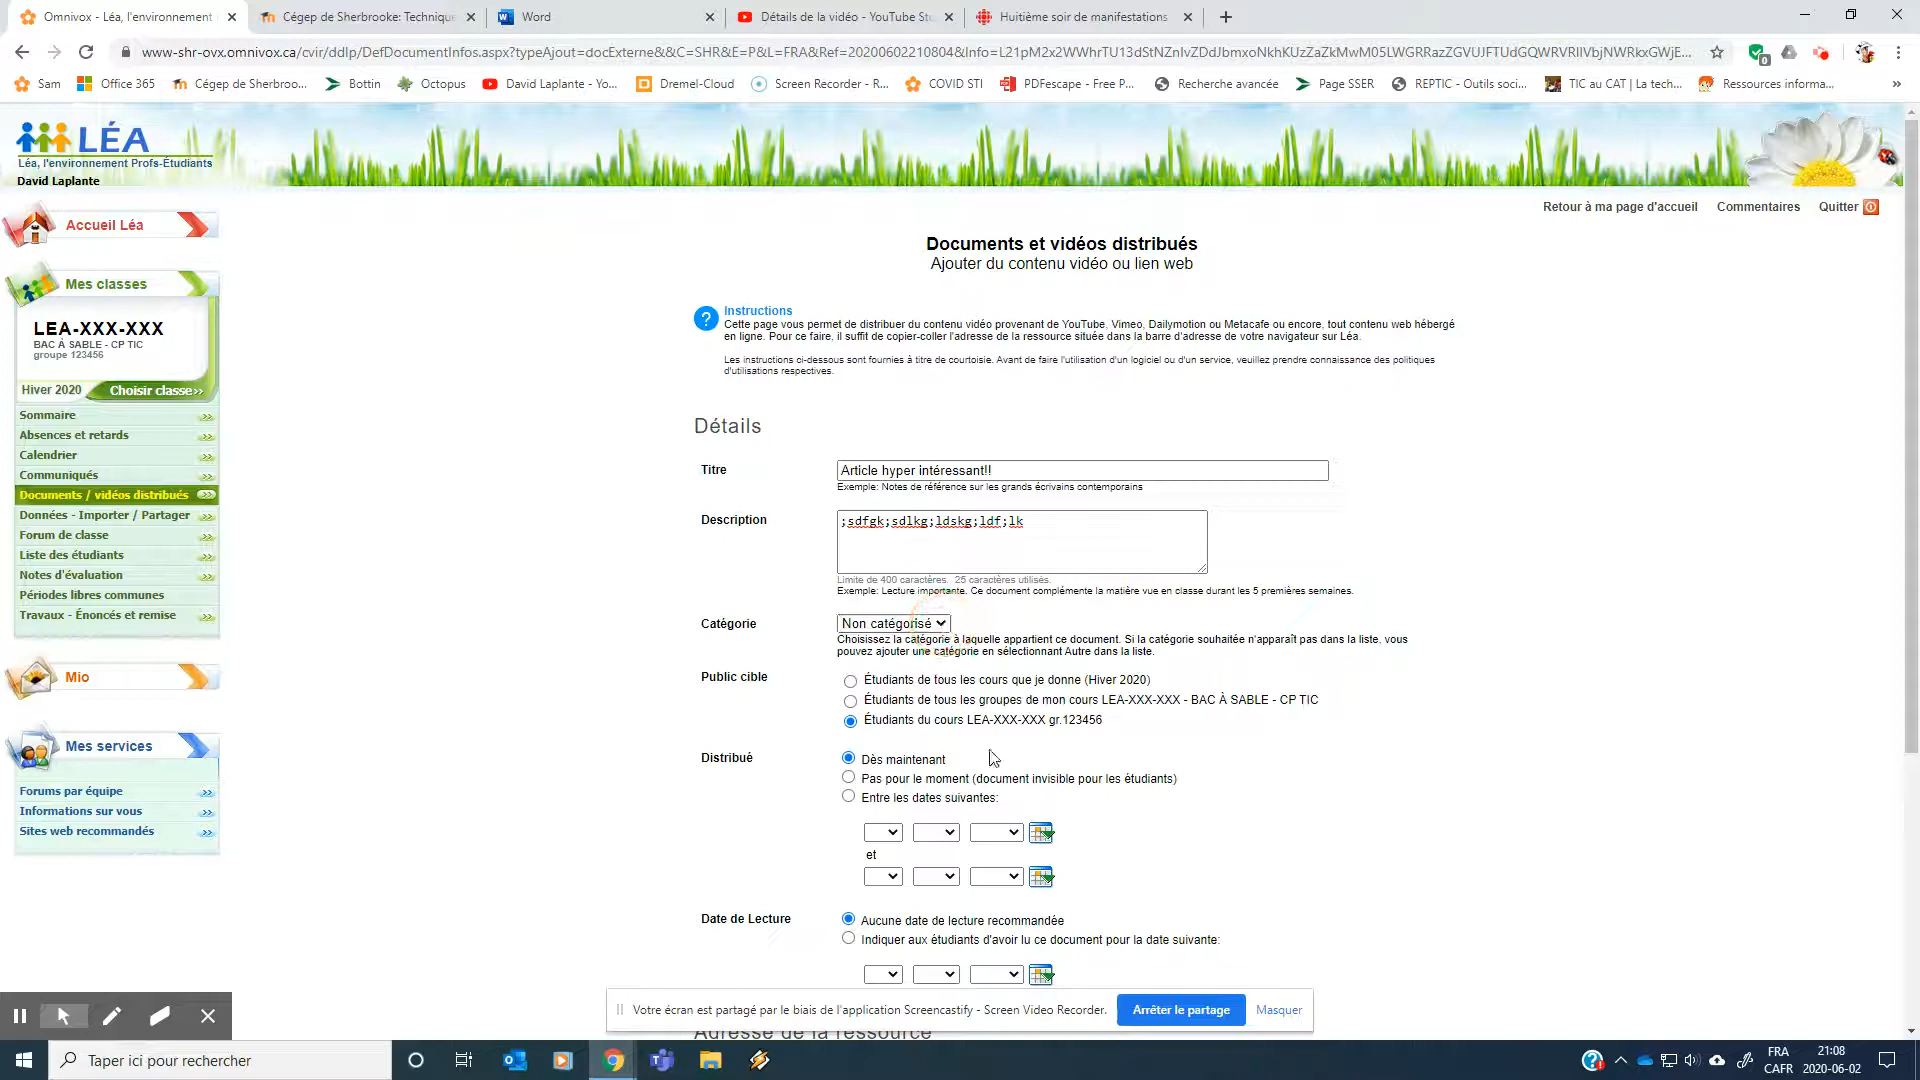 Omnivox - Léa, l'environnement
Cégep de Sherbrooke: Technique
Word
Détails de la vidéo - YouTube St
Huitième soir de manifestations
www-shr-ovx.omnivox.ca/cvir/ddlp/DefDocumentInfos.aspx?typeAjout=docExterne&&C=SHR&E=P&L=FRA&Ref=20200602210804&Info=
Sam
Office 365
Cégep de Sherbroo...
Bottin
Octopus
David Laplante - Yo...
Dremel-Cloud
Screen Recorder - R...
COVID STI
PDFescape - Free P...
Recherche avancée
Page SSER
REPTIC - Outils soci...
TIC au CAT | La tech...
Ressources informa...
»
LÉA
Léa, l'environnement Profs-Étudiants
David Laplante
Retour à ma page d'accueil
Commentaires
Quitter
Accueil Léa
Mes classes
LEA-XXX-XXX
BAC À SABLE - CP TIC
groupe 123456
Hiver 2020
Choisir classe>>
Sommaire
Absences et retards
Calendrier
Communiqués
Documents / vidéos distribués
Données - Importer / Partager
Forum de classe
Liste des étudiants
Notes d'évaluation
Périodes libres communes
Travaux - Énoncés et remise
Mio
Mes services
Forums par équipe
Informations sur vous
Sites web recommandés
Documents et vidéos distribués
Ajouter du contenu vidéo ou lien web
?
Instructions
Cette page vous permet de distribuer du contenu vidéo provenant de YouTube, Vimeo, Dailymotion ou Metacafe ou encore, tout contenu web hébergé
en ligne. Pour ce faire, il suffit de copier-coller l'adresse de la ressource située dans la barre d'adresse de votre navigateur sur Léa.
Les instructions ci-dessous sont fournies à titre de courtoisie. Avant de faire l'utilisation d'un logiciel ou d'un service, veuillez prendre connaissance des politiques
d'utilisations respectives.
Détails
Titre
Article hyper intéressant!!
Exemple: Notes de référence sur les grands écrivains contemporains
Description
;sdfgk;sdlkg;ldskg;ldf;lk
Limite de 400 caractères. 25 caractères utilisés.
Exemple: Lecture importante. Ce document complémente la matière vue en classe durant les 5 premières semaines.
Catégorie
Non catégorisé
Choisissez la catégorie à laquelle appartient ce document. Si la catégorie souhaitée n'apparaît pas dans la liste, vous
pouvez ajouter une catégorie en sélectionnant Autre dans la liste.
Public cible
Étudiants de tous les cours que je donne (Hiver 2020)
Étudiants de tous les groupes de mon cours LEA-XXX-XXX - BAC À SABLE - CP TIC
Étudiants du cours LEA-XXX-XXX gr.123456
Distribué
Dès maintenant
Pas pour le moment (document invisible pour les étudiants)
Entre les dates suivantes:
et
Date de Lecture
Aucune date de lecture recommandée
Indiquer aux étudiants d'avoir lu ce document pour la date suivante:
Adresse de la ressource
Votre écran est partagé par le biais de l'application Screencastify - Screen Video Recorder.
Arrêter le partage
Masquer
Taper ici pour rechercher
FRA
CAFR
21:08
2020-06-02